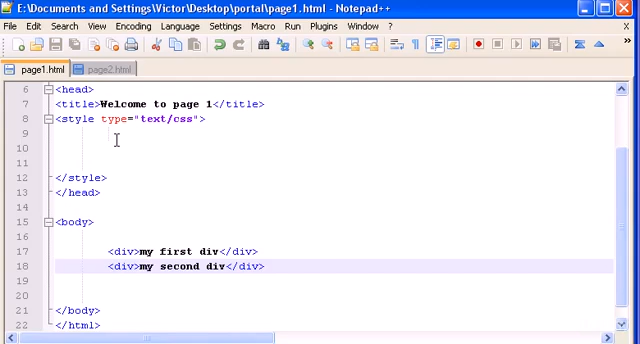 E:\Documents and Settings\Victor\Desktop\portal\page1.html - Notepad++
File Edit Search View Encoding Language Settings Macro Run Plugins Window ? X
page1.html page2.html
6 <head>
7 <title>Welcome to page 1</title>
8 <style type="text/css">
9
10
11
12 </style>
13 </head>
14
15 <body>
16
17 <div>my first div</div>
18 <div>my second div</div>
19
20
21 </body>
22 </html>